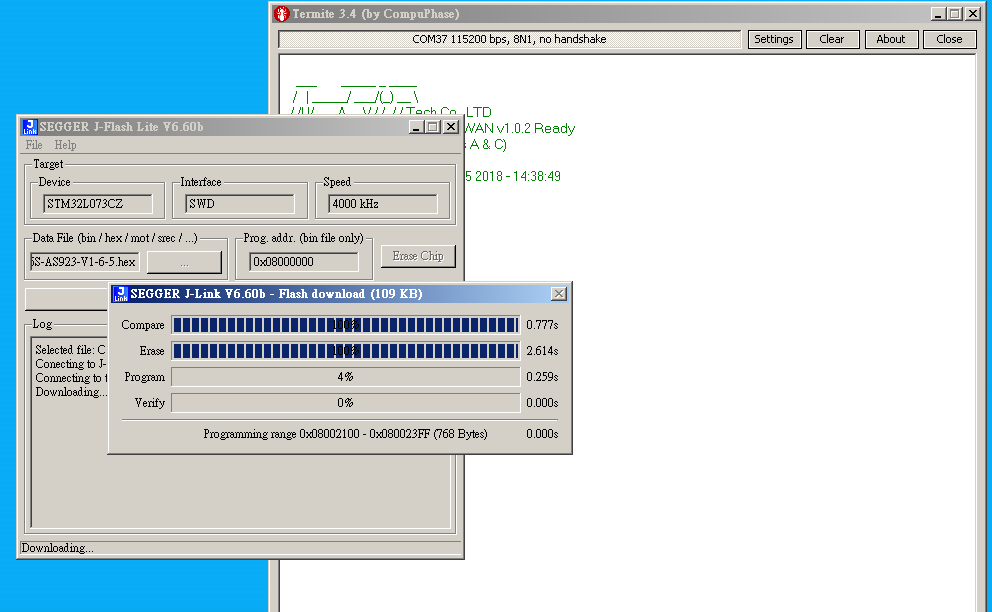 Termite 3.4 (by CompuPhase)
COM37 115200 bps, 8N1, no handshake
Settings
Clear
About
Close
Tech Co., LTD
WAN v1.0.2 Ready
A & C)
5 2018 - 14:38:49
SEGGER J-Flash Lite V6.60b
File Help
Target
Device
STM32L073CZ
Interface
SWD
Speed
4000 kHz
Data File (bin / hex / mot / srec / ...)
S-AS923-V1-6-5.hex
...
Prog. addr. (bin file only)
0x08000000
Erase Chip
Log
Selected file: C
Conecting to J-
Connecting to t
Downloading...
Downloading...
SEGGER J-Link V6.60b - Flash download (109 KB)
Compare 100% 0.777s
Erase 100% 2.614s
Program 4% 0.259s
Verify 0% 0.000s
Programming range 0x08002100 - 0x080023FF (768 Bytes) 0.000s